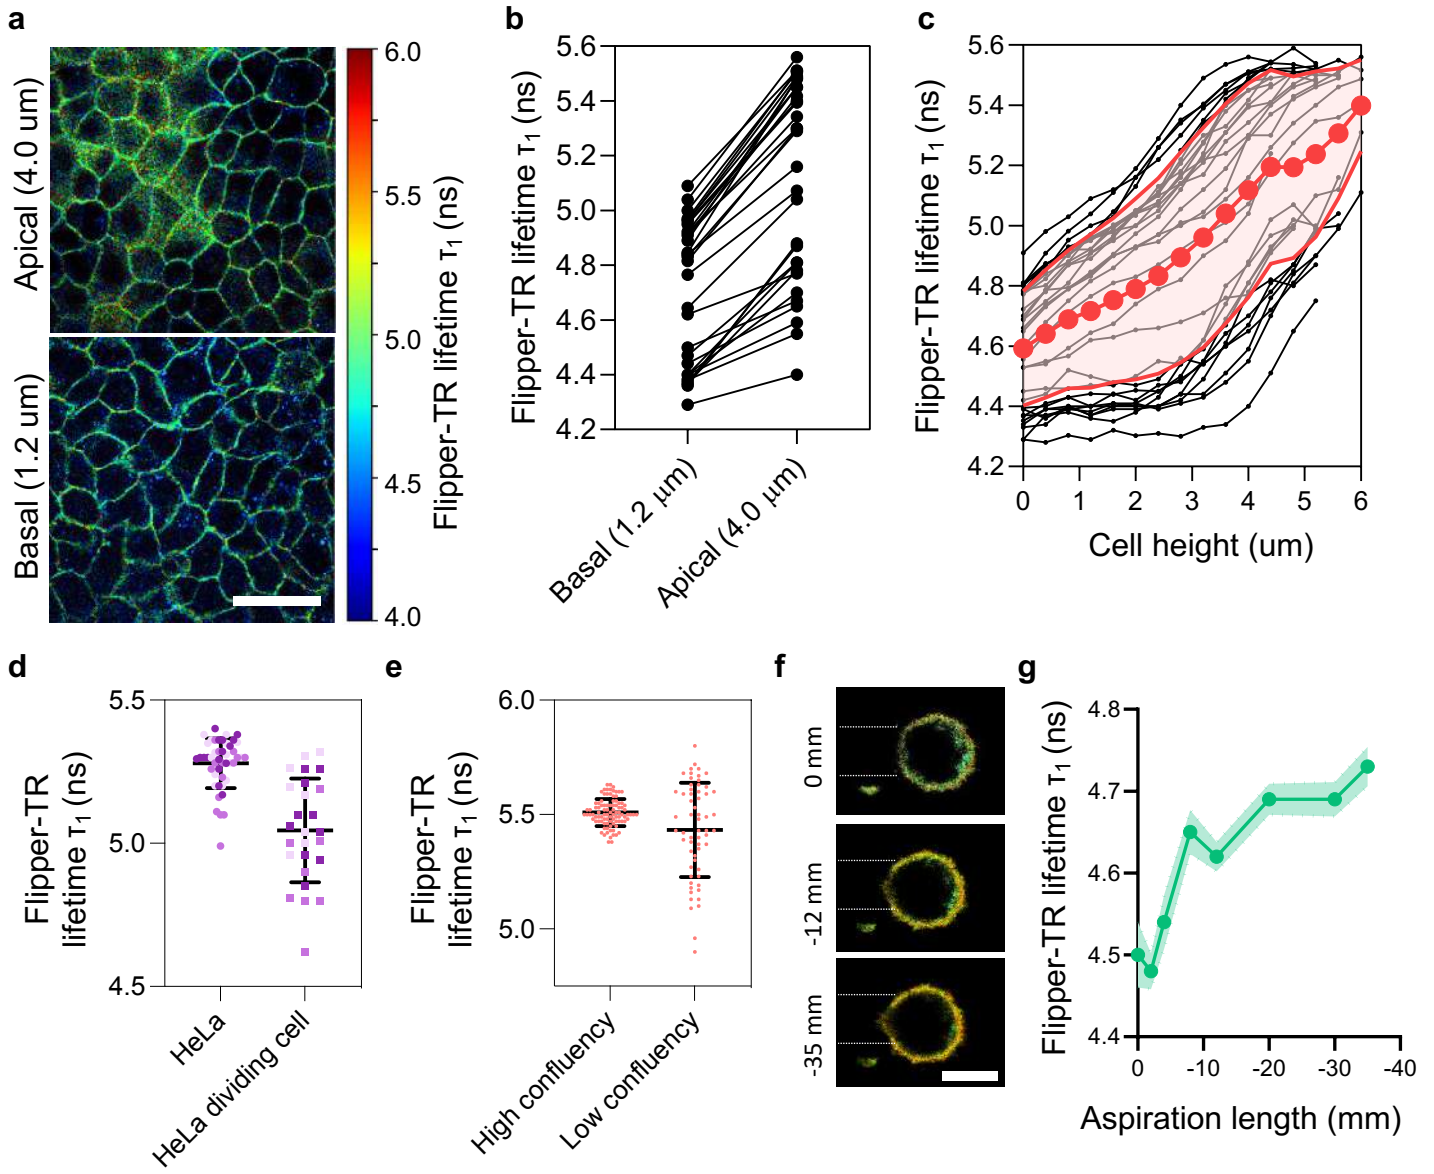 a
Apical (4.0 um)
Basal (1.2 um)
6.0
5.5
5.0
4.5
4.0
Flipper-TR lifetime τ1 (ns)
b
Flipper-TR lifetime τ1 (ns)
5.6
5.4
5.2
5.0
4.8
4.6
4.4
4.2
Basal (1.2 µm)
Apical (4.0 µm)
c
Flipper-TR lifetime τ1 (ns)
5.6
5.4
5.2
5.0
4.8
4.6
4.4
4.2
0 1 2 3 4 5 6
Cell height (um)
d
Flipper-TR
lifetime τ1 (ns)
5.5
5.0
4.5
HeLa
HeLa dividing cell
e
Flipper-TR
lifetime τ1 (ns)
6.0
5.5
5.0
High confluency
Low confluency
f
0 mm
-12 mm
-35 mm
g
Flipper-TR lifetime τ1 (ns)
4.8
4.7
4.6
4.5
4.4
0 -10 -20 -30 -40
Aspiration length (mm)